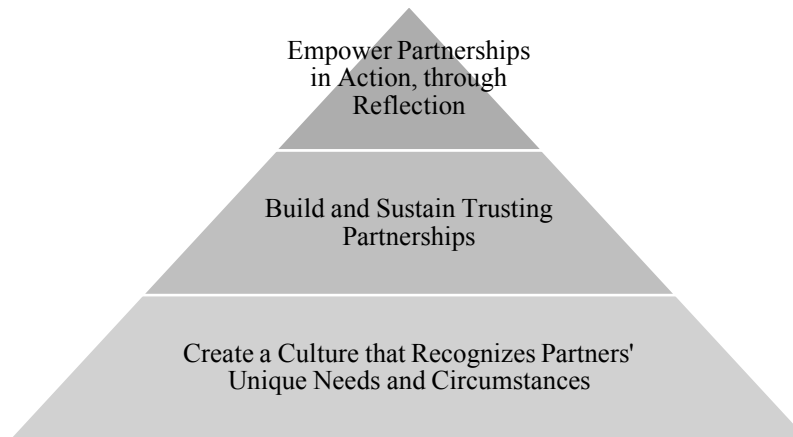 Empower Partnerships
in Action, through
Reflection
Build and Sustain Trusting
Partnerships
Create a Culture that Recognizes Partners'
Unique Needs and Circumstances